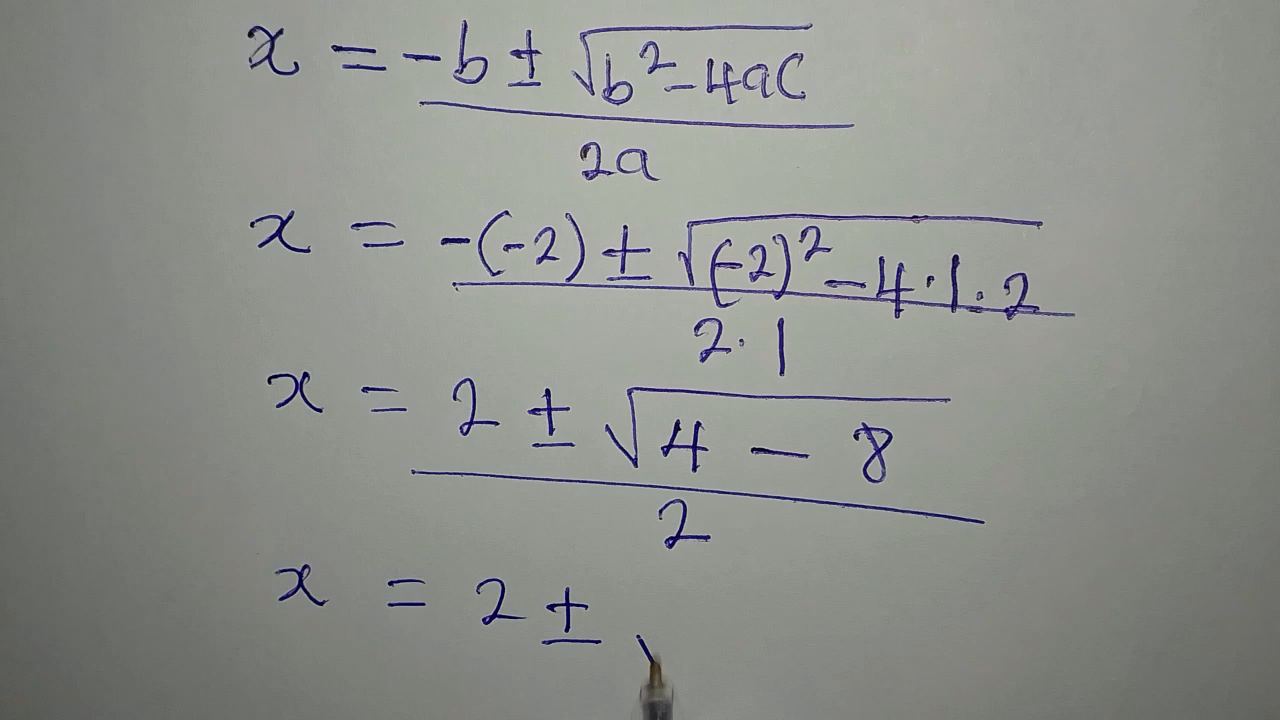 x = -b ± √b² - 4ac
2a
x = -(-2) ± √(-2)² - 4·1·2
2·1
x = 2 ± √4 - 8
2
x = 2 ±